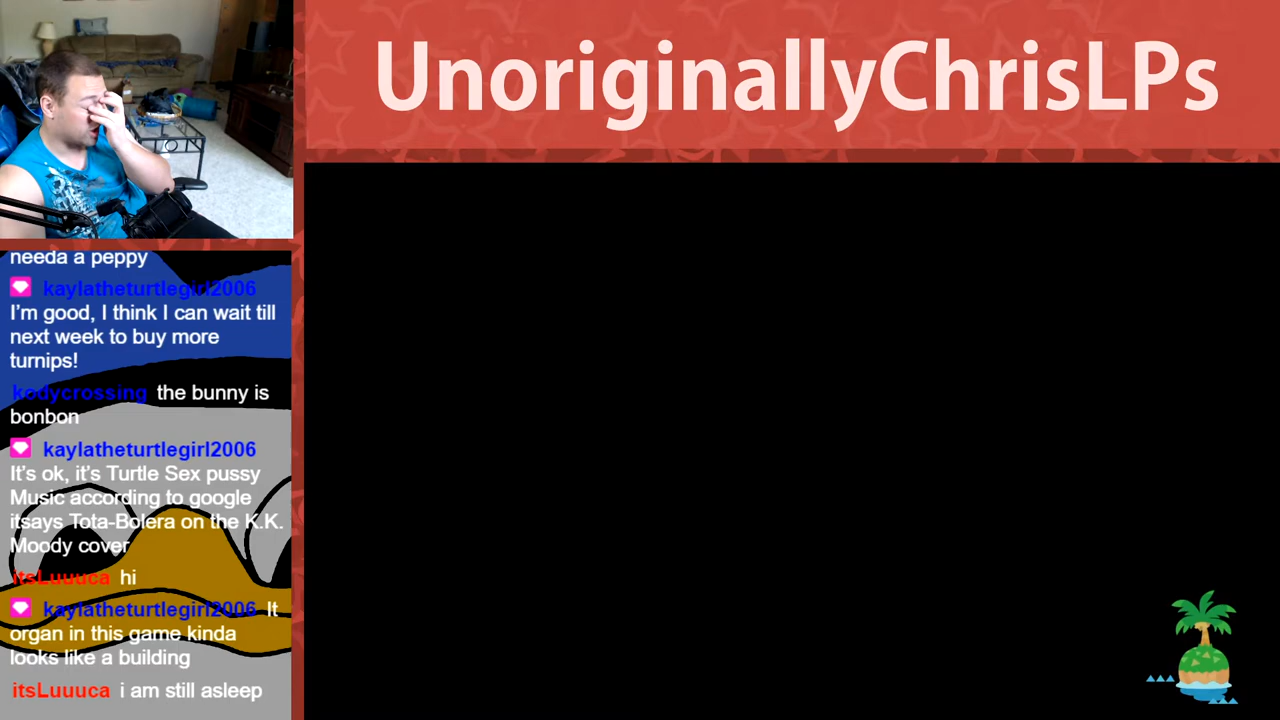 UnoriginallyChrisLPs
needa a peppy
kaylatheturtlegirl2006
I'm good, I think I can wait till
next week to buy more
turnips!
kodycrossing the bunny is
bonbon
kaylatheturtlegirl2006
It's ok, it's Turtle Sex pussy
Music according to google
itsays Tota-Bolera on the K.K.
Moody cover
itsLuuuca hi
kaylatheturtlegirl2006 It
organ in this game kinda
looks like a building
itsLuuuca i am still asleep